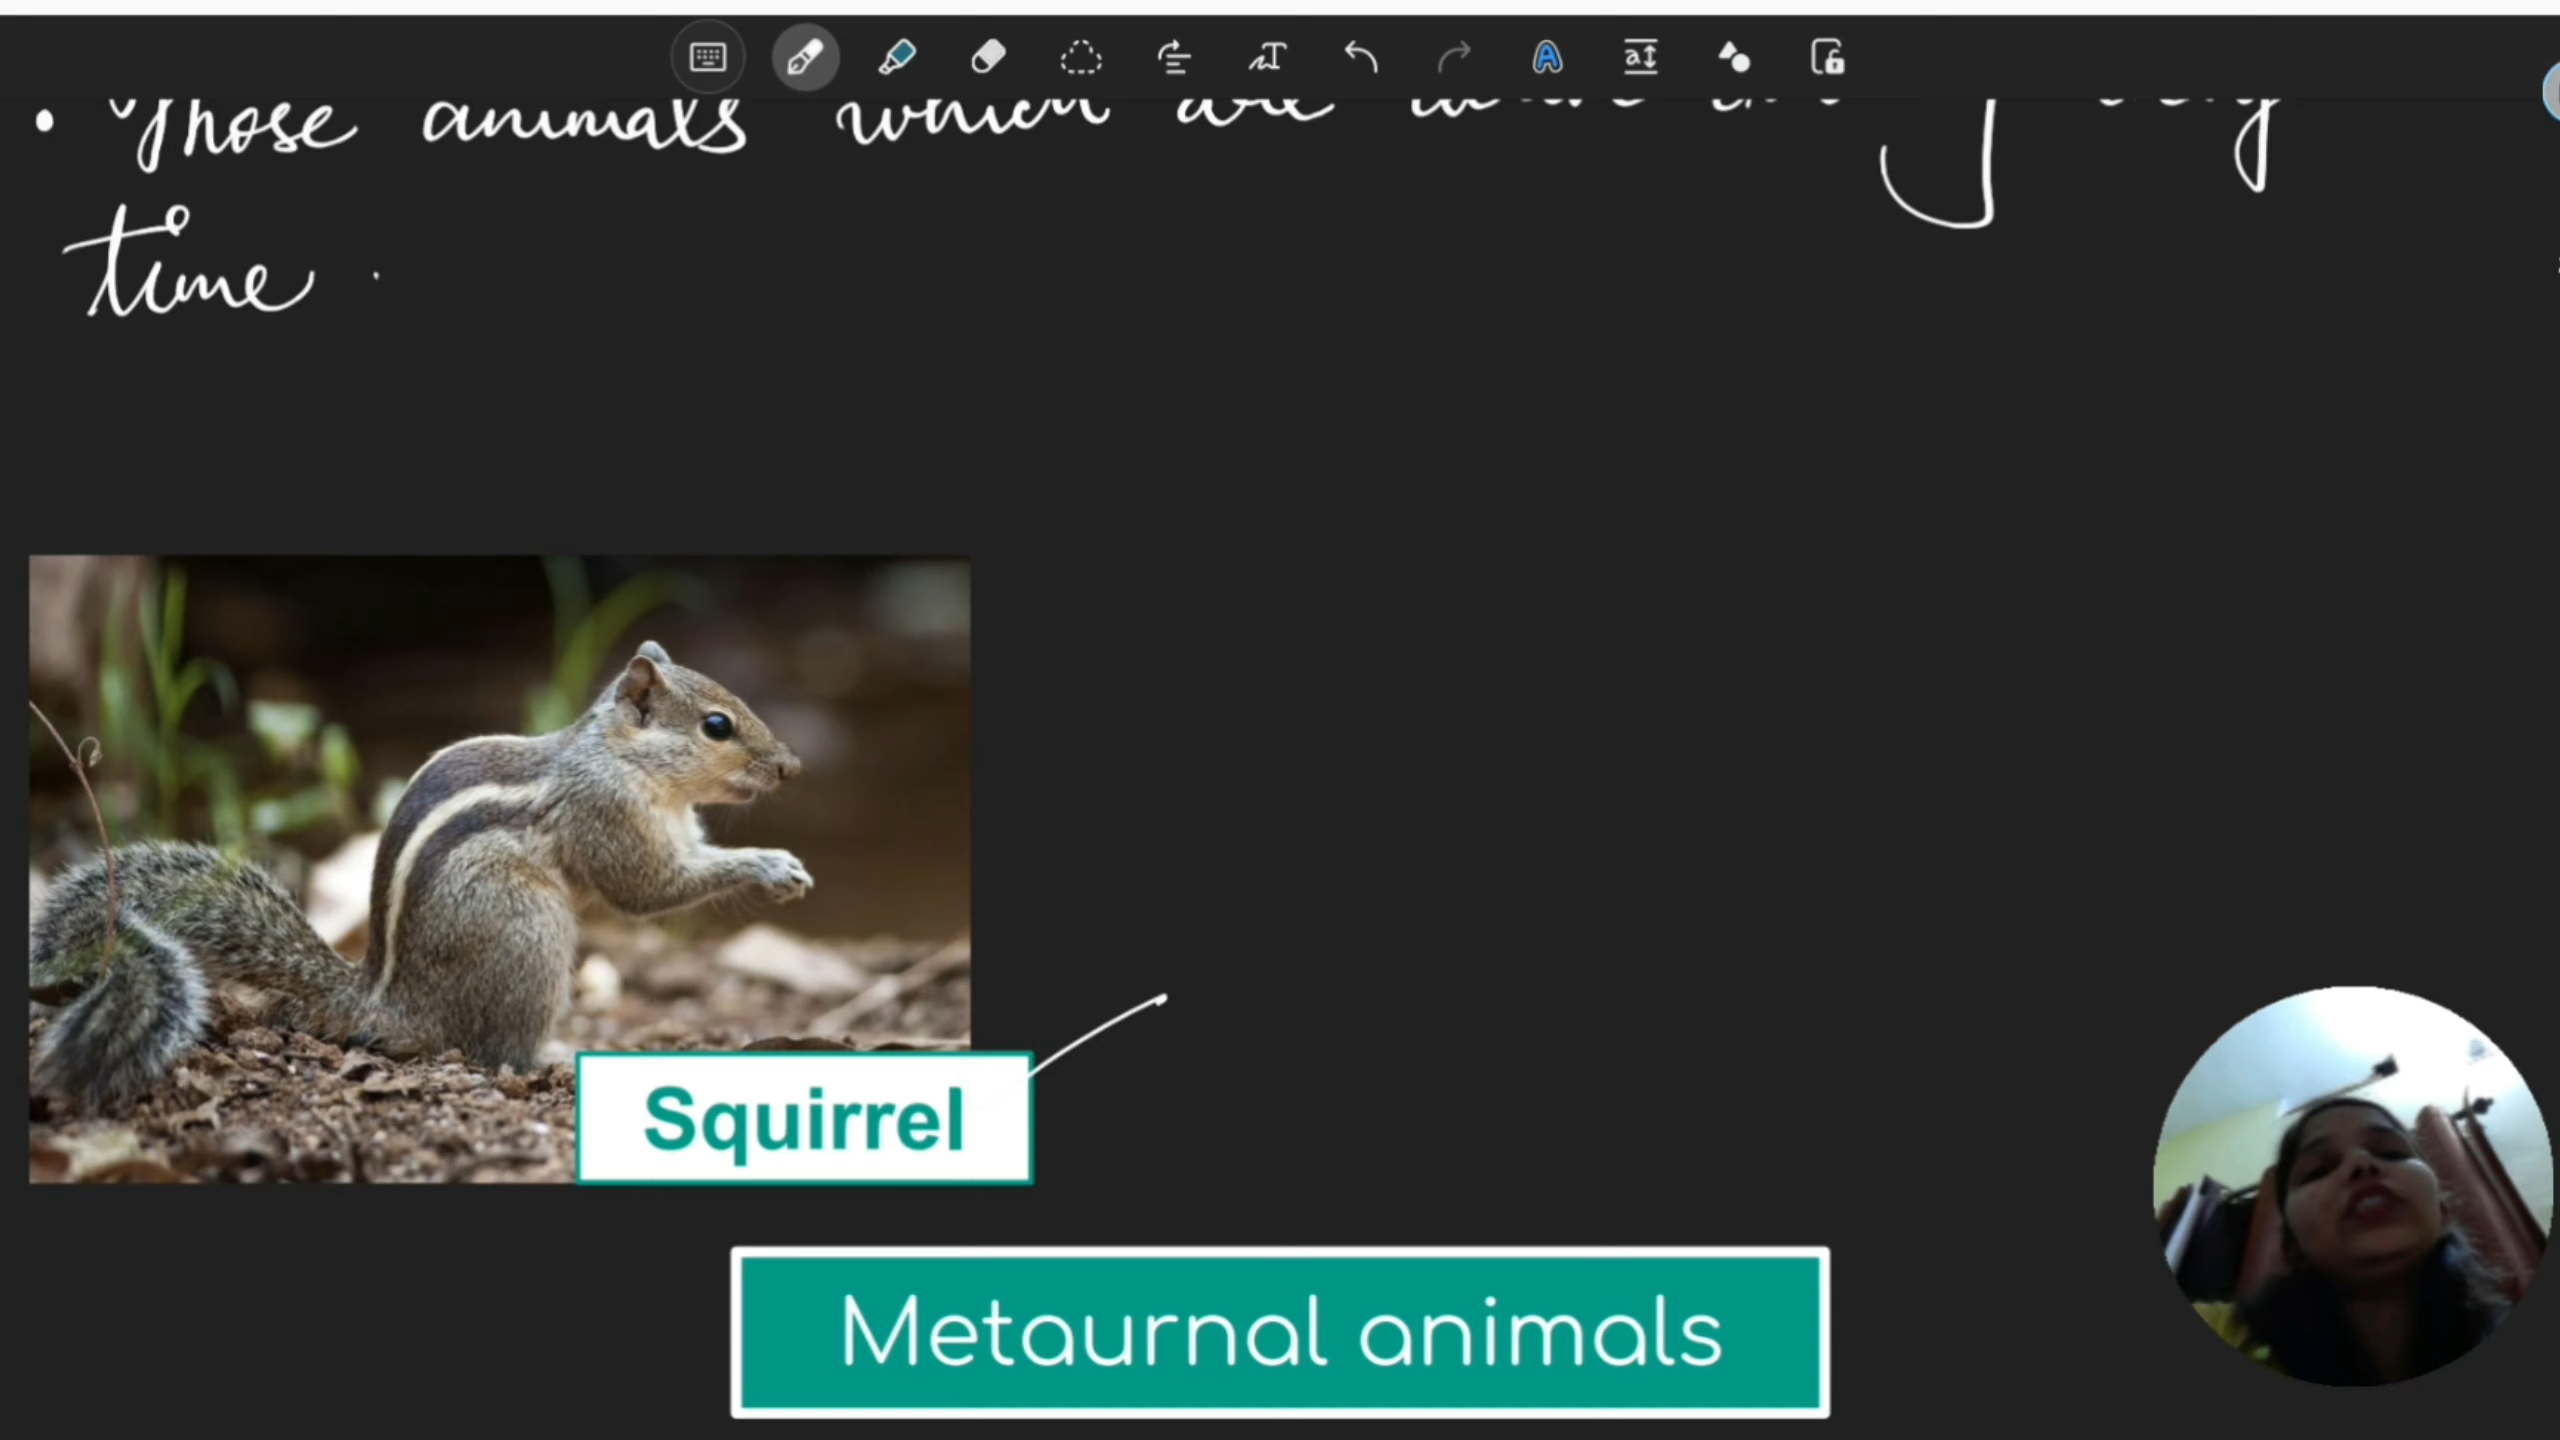 • Those animals which are
time.
Squirrel
Metaurnal animals